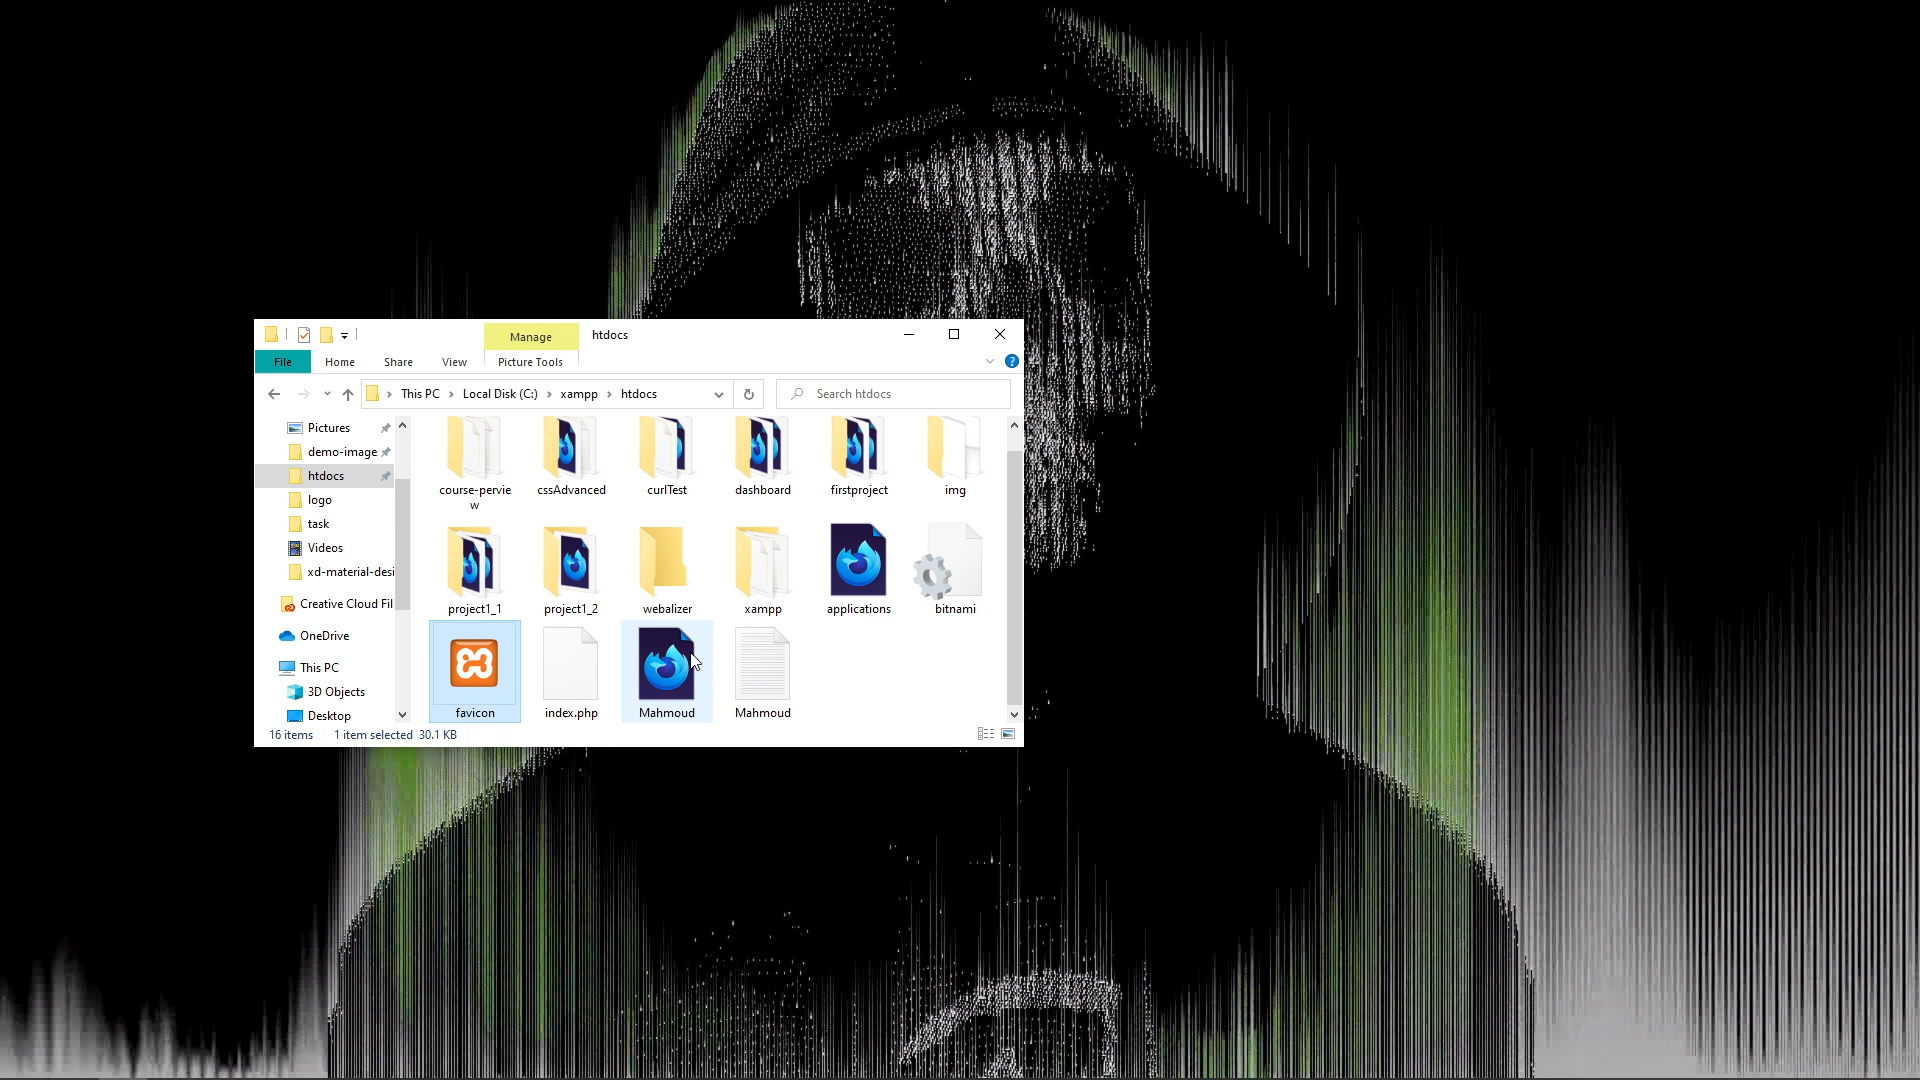 Manage
htdocs
File
Home
Share
View
Picture Tools
This PC
Local Disk (C:)
xampp
htdocs
Search htdocs
Pictures
demo-image
htdocs
logo
task
Videos
xd-material-desi
Creative Cloud Fil
OneDrive
This PC
3D Objects
Desktop
course-pervie
w
cssAdvanced
curlTest
dashboard
firstproject
img
project1_1
project1_2
webalizer
xampp
applications
bitnami
favicon
index.php
Mahmoud
Mahmoud
16 items
1 item selected 30.1 KB